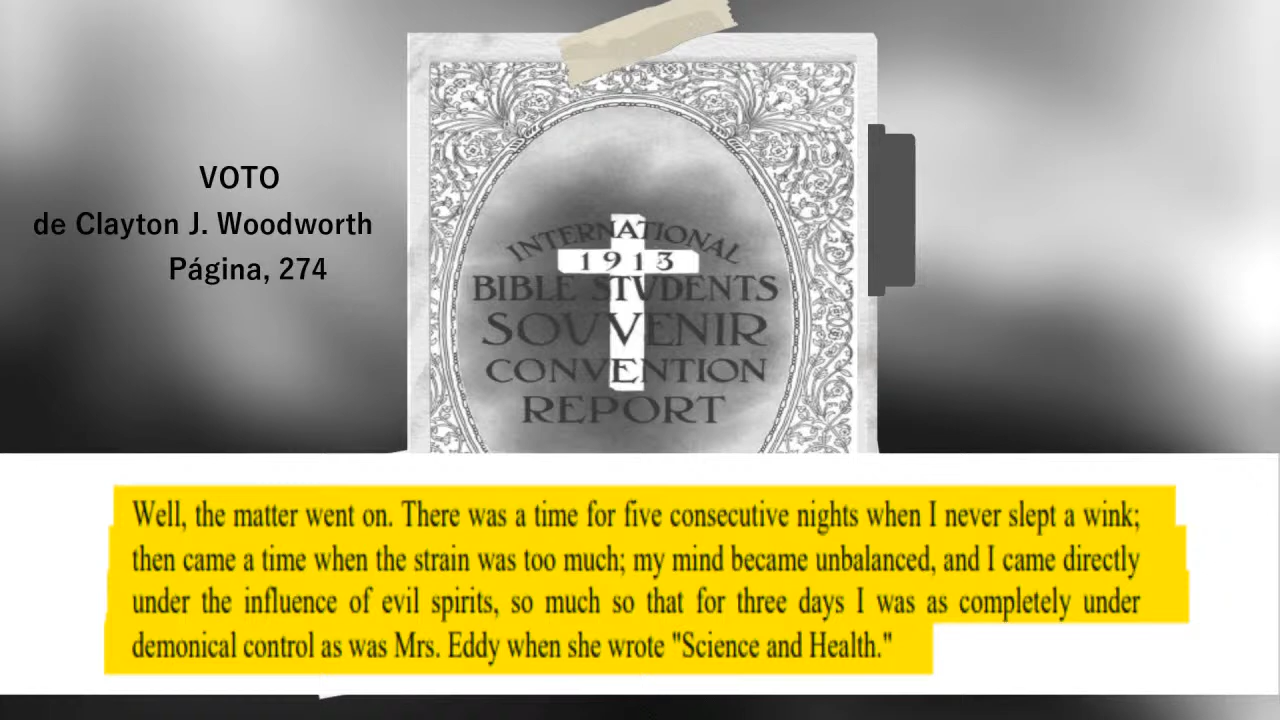 VOTO
de Clayton J. Woodworth
Página, 274
INTERNATIONAL
1913
BIBLE STVDENTS
SOVVENIR
CONVENTION
REPORT
Well, the matter went on. There was a time for five consecutive nights when I never slept a wink;
then came a time when the strain was too much; my mind became unbalanced, and I came directly
under the influence of evil spirits, so much so that for three days I was as completely under
demonical control as was Mrs. Eddy when she wrote "Science and Health."